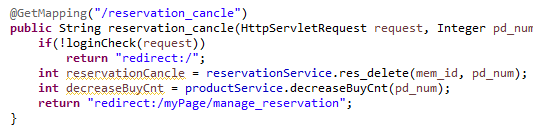 @GetMapping("/reservation_cancle")
public String reservation_cancle(HttpServletRequest request, Integer pd_num
if(!loginCheck(request))
return "redirect:/";
int reservationCancle = reservationService.res_delete(mem_id, pd_num);
int decreaseBuyCnt = productService.decreaseBuyCnt(pd_num);
return "redirect:/myPage/manage_reservation";
}